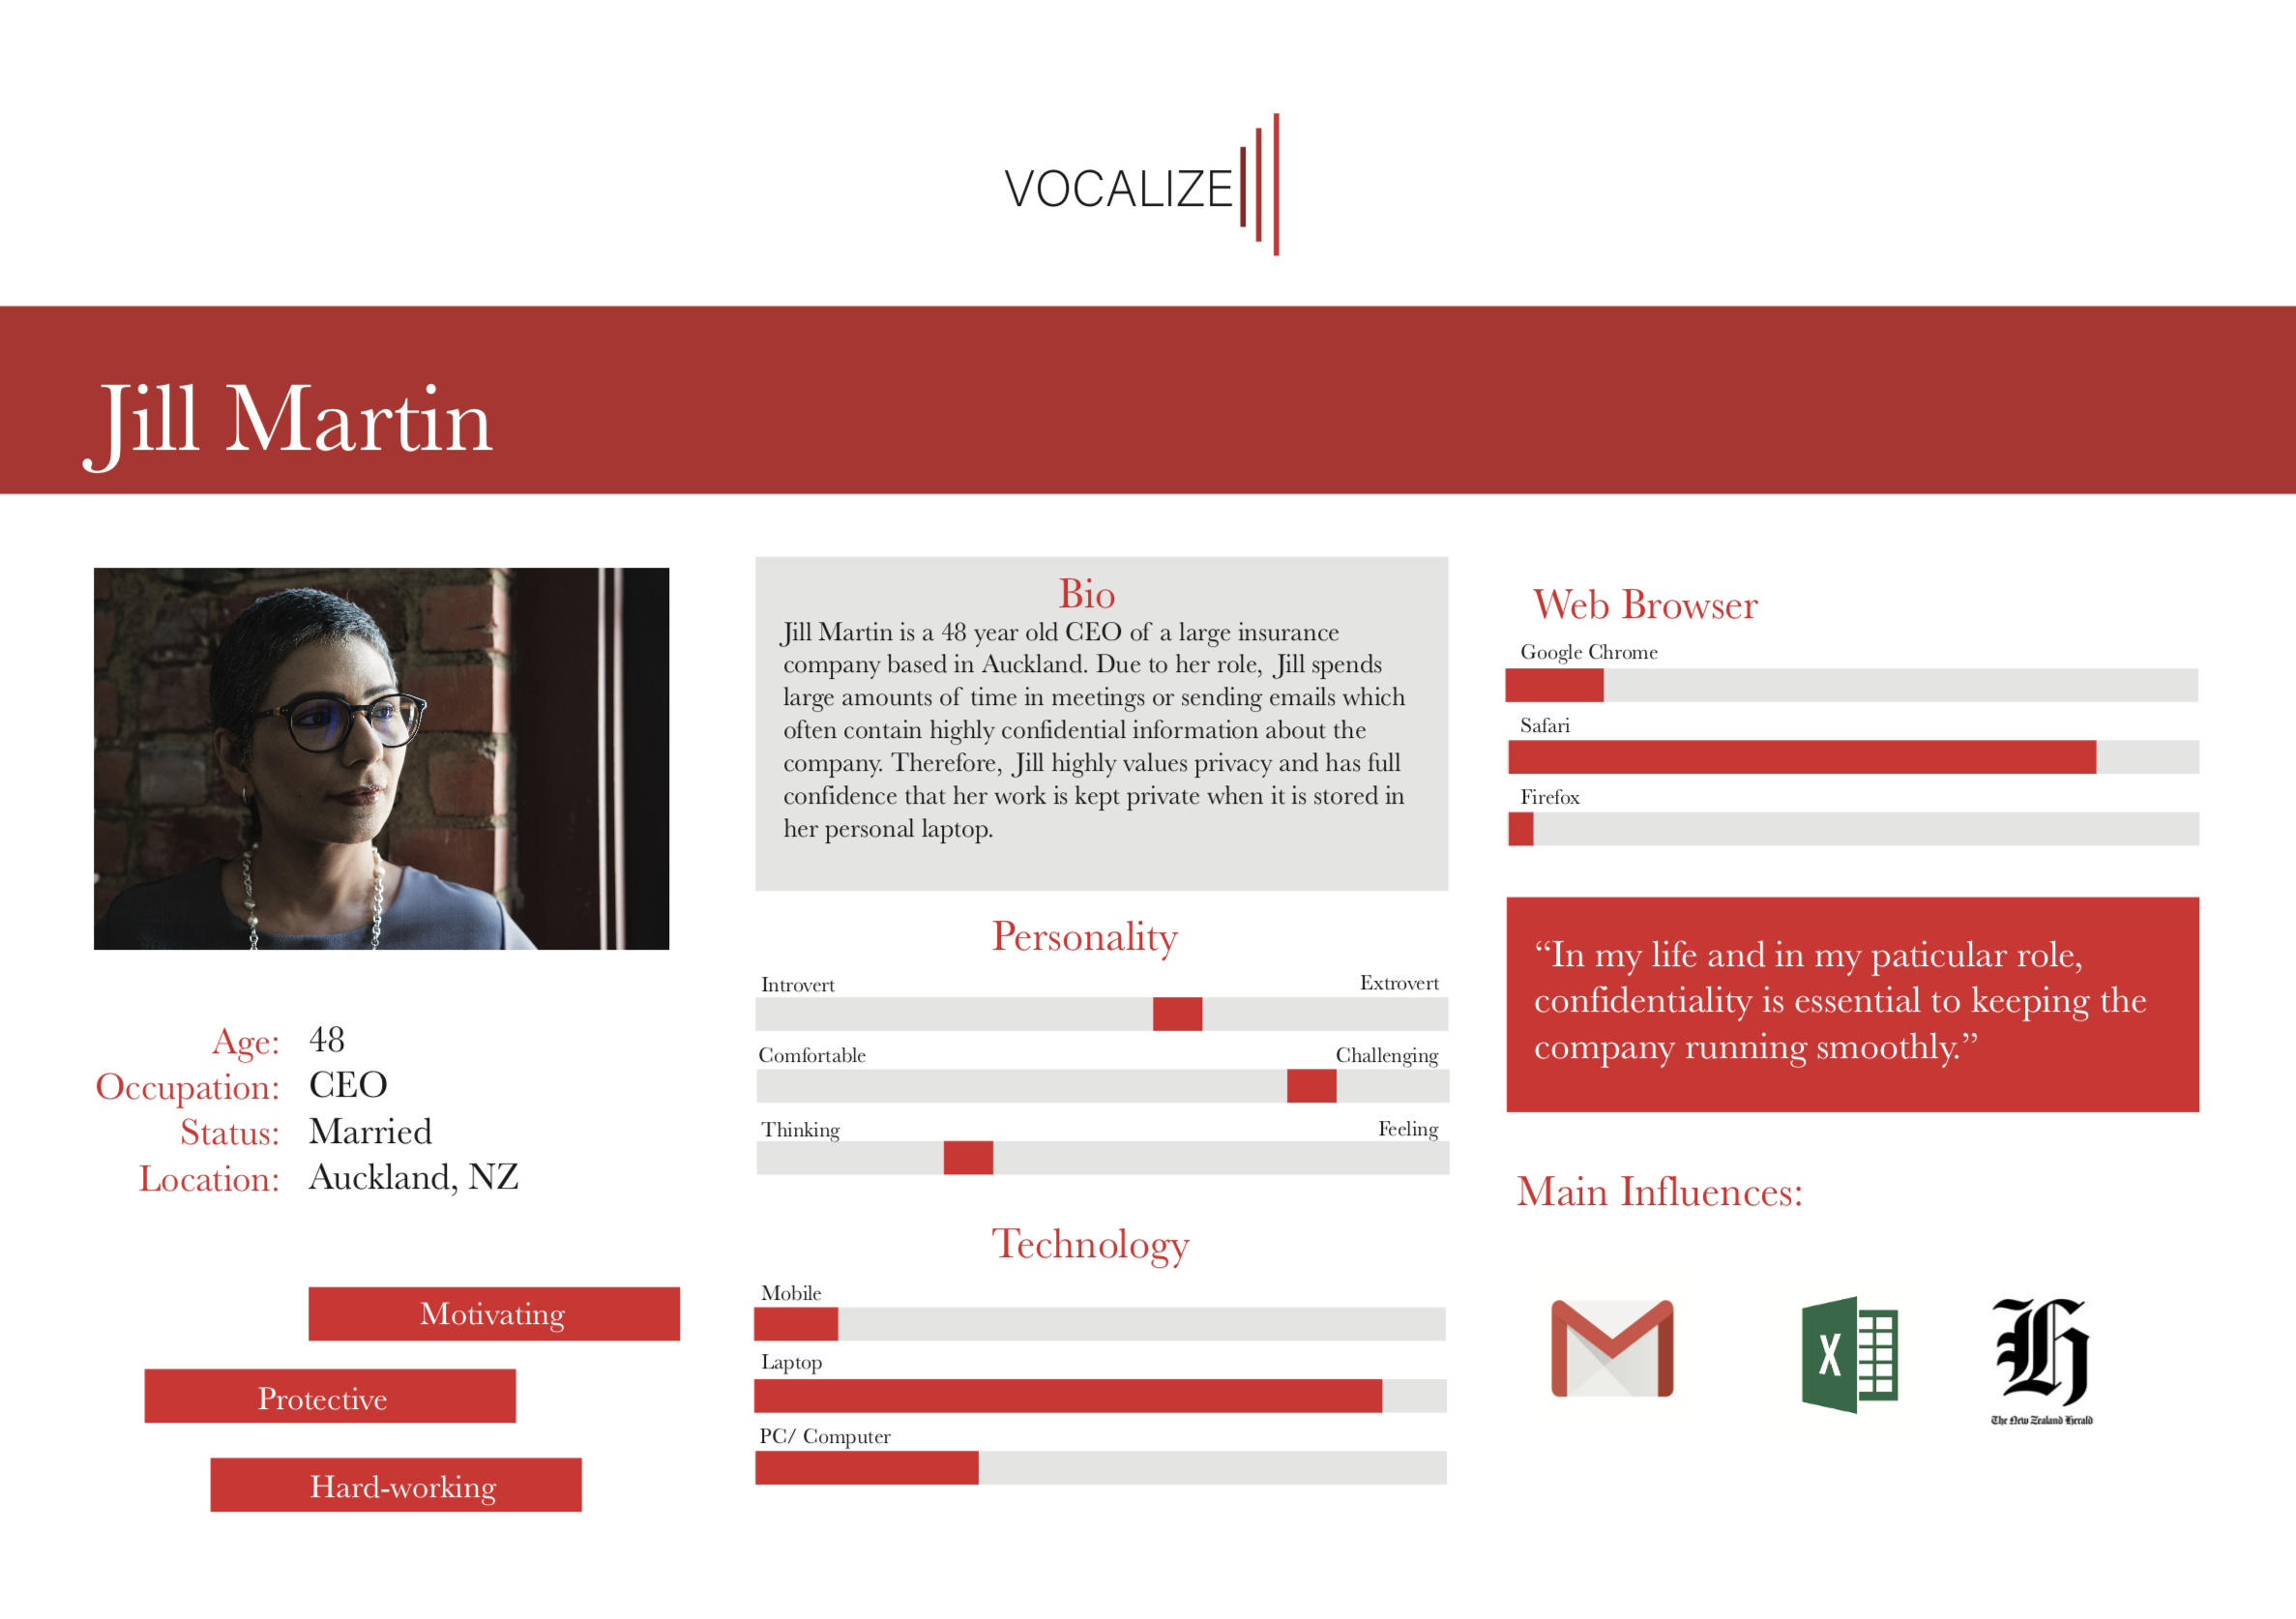 VOCALIZE
Jill Martin
Age: 48
Occupation: CEO
Status: Married
Location: Auckland, NZ
Motivating
Protective
Hard-working
Bio
Jill Martin is a 48 year old CEO of a large insurance
company based in Auckland. Due to her role, Jill spends
large amounts of time in meetings or sending emails which
often contain highly confidential information about the
company. Therefore, Jill highly values privacy and has full
confidence that her work is kept private when it is stored in
her personal laptop.
Personality
Introvert Extrovert
Comfortable Challenging
Thinking Feeling
Technology
Mobile
Laptop
PC/ Computer
Web Browser
Google Chrome
Safari
Firefox
“In my life and in my paticular role,
confidentiality is essential to keeping the
company running smoothly.”
Main Influences:
X
H
The New Zealand Herald